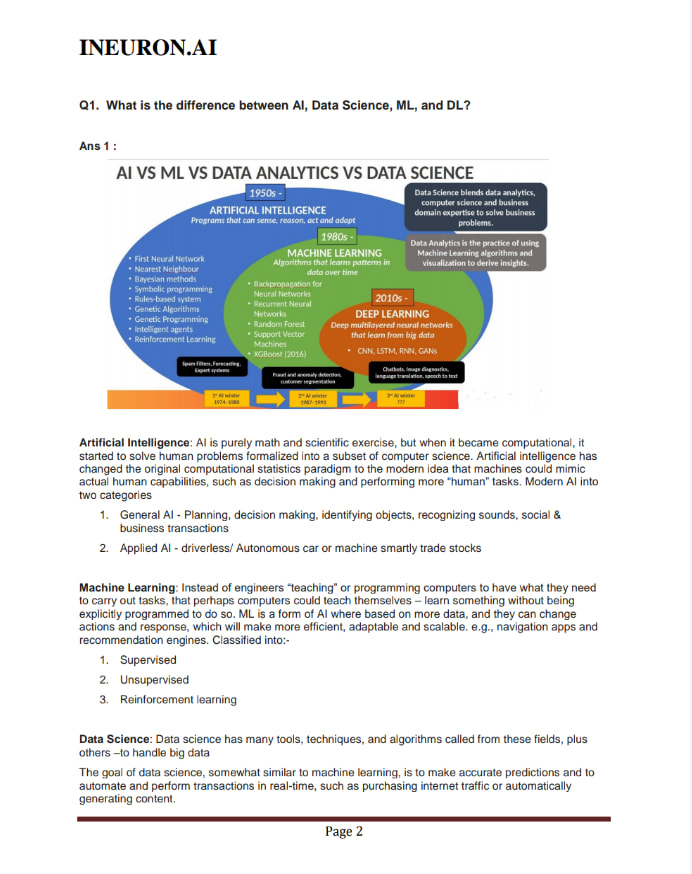 INEURON.AI
Q1. What is the difference between AI, Data Science, ML, and DL?
Ans 1 :
AI VS ML VS DATA ANALYTICS VS DATA SCIENCE
1950s -
ARTIFICIAL INTELLIGENCE
Programs that can sense, reason, act and adapt
Data Science blends data analytics,
computer science and business
domain expertise to solve business
problems.
1980s -
MACHINE LEARNING
Algorithms that learns patterns in
data over time
Data Analytics is the practice of using
Machine Learning algorithms and
visualization to derive insights.
• First Neural Network
• Nearest Neighbour
• Bayesian methods
• Symbolic programming
• Rules-based system
• Genetic Algorithms
• Genetic Programming
• Intelligent agents
• Reinforcement Learning
• Backpropagation for
Neural Networks
• Recurrent Neural
Networks
• Random Forest
• Support Vector
Machines
• XGBoost (2016)
2010s -
DEEP LEARNING
Deep multilayered neural networks
that learn from big data
• CNN, LSTM, RNN, GANs
Spam Filters, Forecasting,
Expert systems
Fraud and anomaly detection,
customer segmentation
Chatbots, Image diagnostics,
language translation, speech to text
1st AI winter
1974-1980
2nd AI winter
1987-1993
3rd AI winter
???
Artificial Intelligence: AI is purely math and scientific exercise, but when it became computational, it
started to solve human problems formalized into a subset of computer science. Artificial intelligence has
changed the original computational statistics paradigm to the modern idea that machines could mimic
actual human capabilities, such as decision making and performing more “human” tasks. Modern AI into
two categories
1. General AI - Planning, decision making, identifying objects, recognizing sounds, social &
business transactions
2. Applied AI - driverless/ Autonomous car or machine smartly trade stocks
Machine Learning: Instead of engineers “teaching” or programming computers to have what they need
to carry out tasks, that perhaps computers could teach themselves – learn something without being
explicitly programmed to do so. ML is a form of AI where based on more data, and they can change
actions and response, which will make more efficient, adaptable and scalable. e.g., navigation apps and
recommendation engines. Classified into:-
1. Supervised
2. Unsupervised
3. Reinforcement learning
Data Science: Data science has many tools, techniques, and algorithms called from these fields, plus
others –to handle big data
The goal of data science, somewhat similar to machine learning, is to make accurate predictions and to
automate and perform transactions in real-time, such as purchasing internet traffic or automatically
generating content.
Page 2